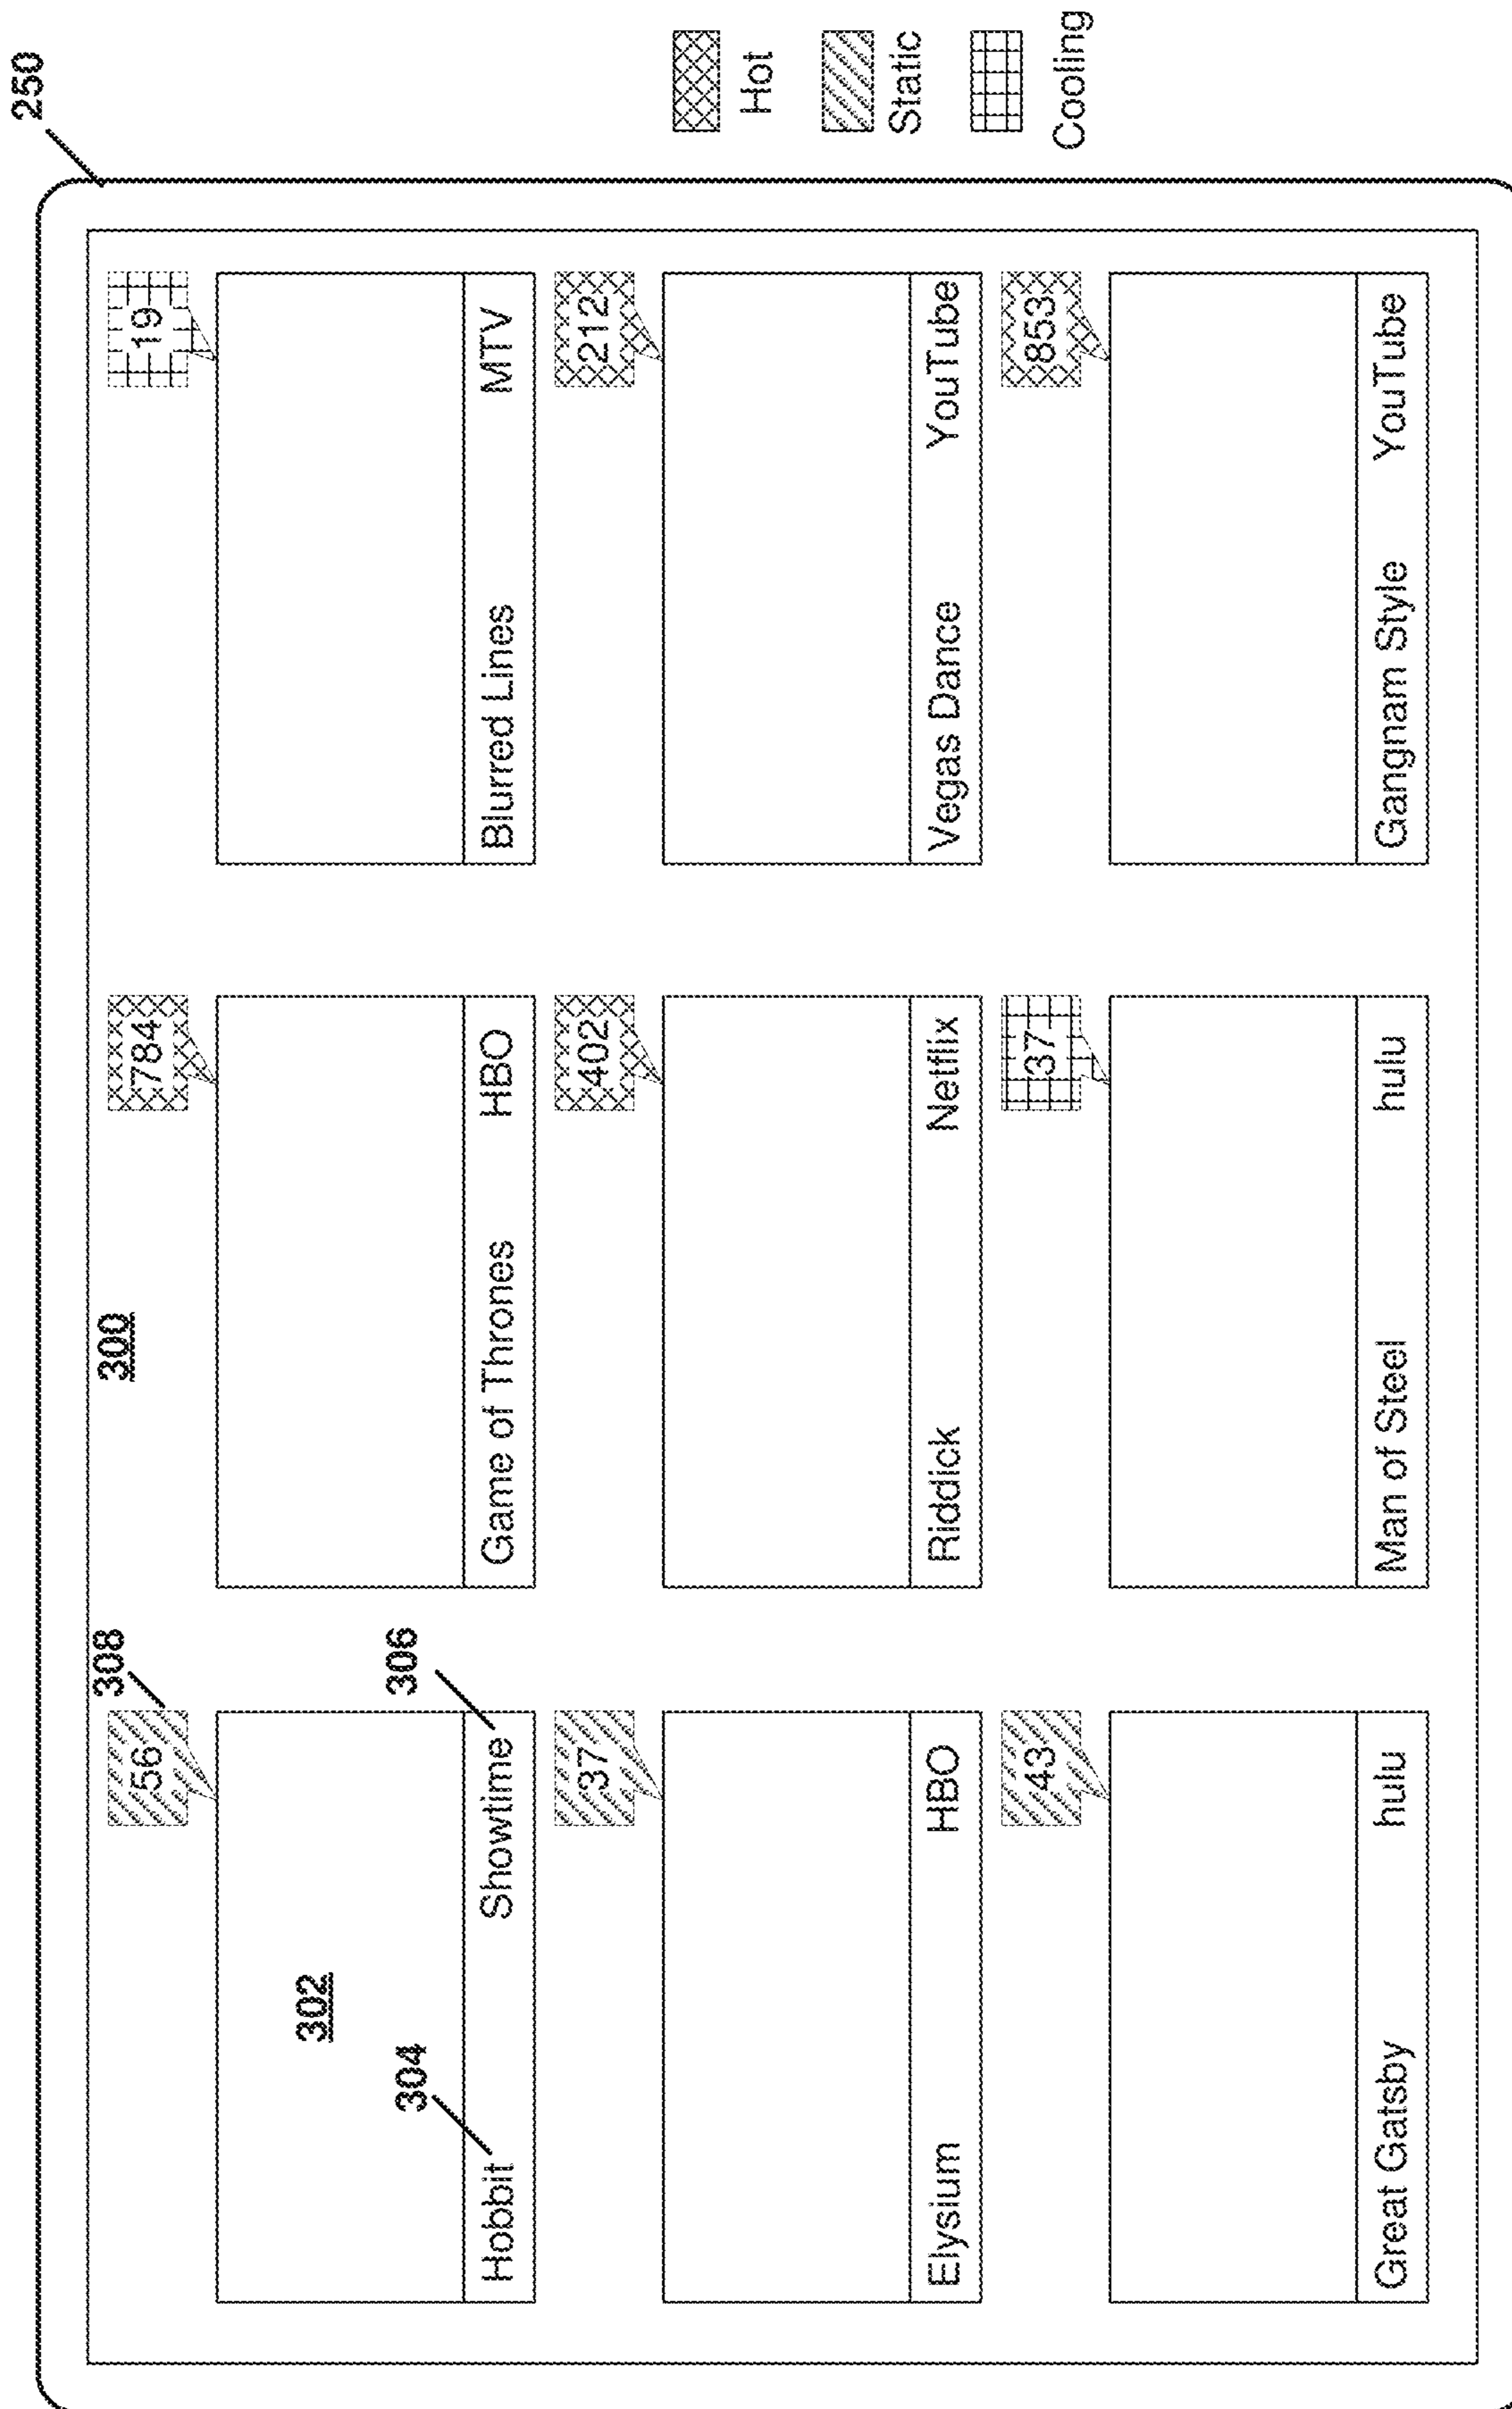 250
300
308
56
784
19
302
304
306
Hobbit Showtime
Game of Thrones HBO
Blurred Lines MTV
37
402
212
Elysium HBO
Riddick Netflix
Vegas Dance YouTube
43
37
853
Great Gatsby hulu
Man of Steel hulu
Gangnam Style YouTube
Hot
Static
Cooling